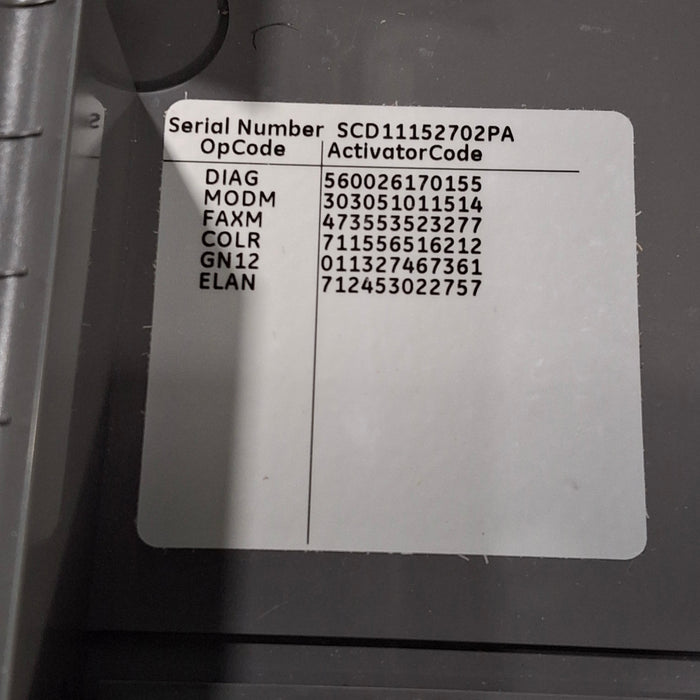 Serial Number SCD11152702PA
OpCode ActivatorCode
DIAG 560026170155
MODM 303051011514
FAXM 473553523277
COLR 711556516212
GN12 011327467361
ELAN 712453022757